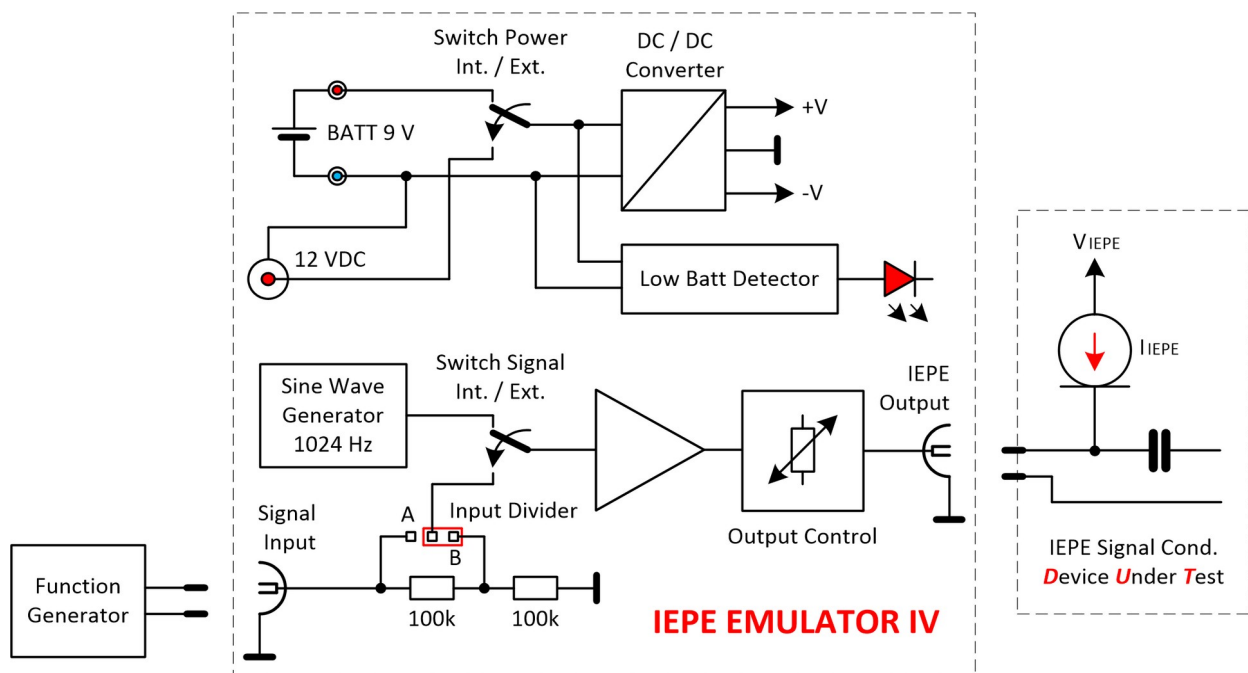 Switch Power
Int. / Ext.
DC / DC
Converter
+V
BATT 9 V
-V
12 VDC
Low Batt Detector
VIEPE
IIEPE
Sine Wave
Generator
1024 Hz
Switch Signal
Int. / Ext.
IEPE
Output
Signal
Input
A
Input Divider
B
Output Control
100k
100k
IEPE EMULATOR IV
Function
Generator
IEPE Signal Cond.
Device Under Test